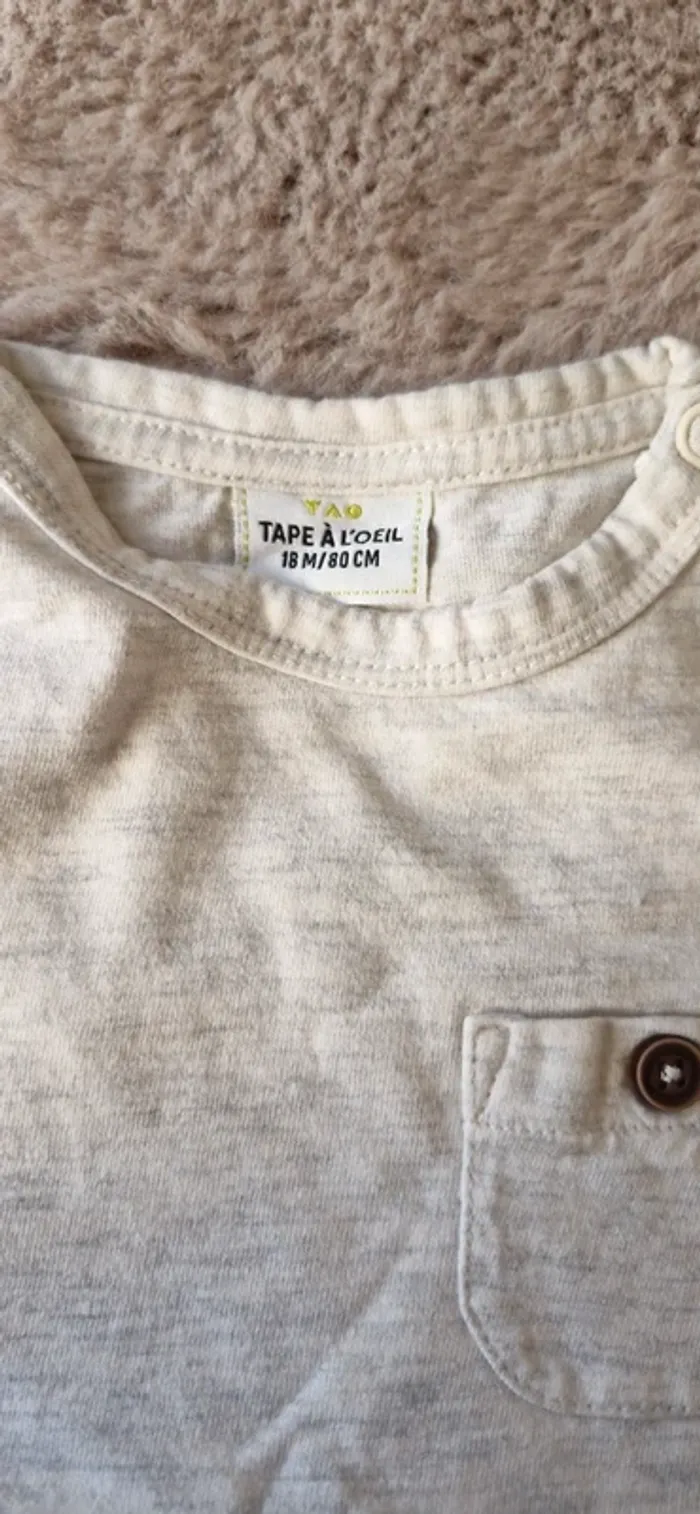 TAO
TAPE À L'OEIL
18 M/80 CM